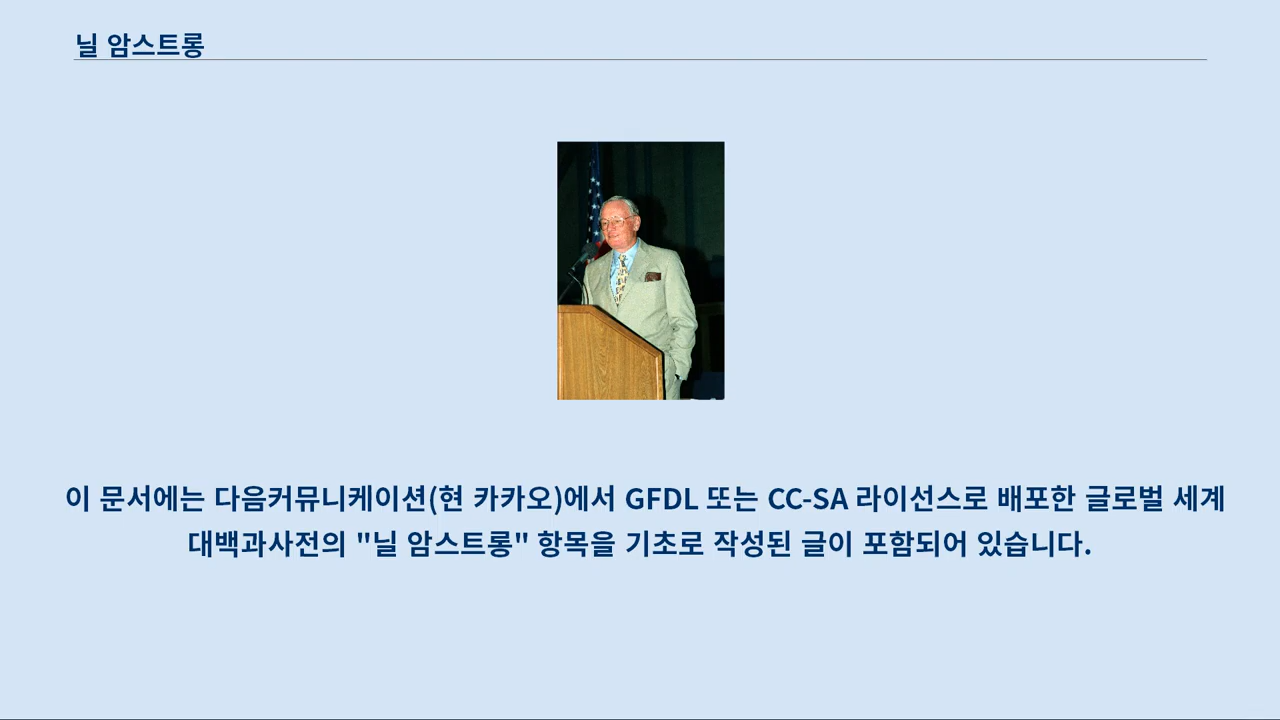 닐 암스트롱
이 문서에는 다음커뮤니케이션(현 카카오)에서 GFDL 또는 CC-SA 라이선스로 배포한 글로벌 세계
대백과사전의 "닐 암스트롱" 항목을 기초로 작성된 글이 포함되어 있습니다.